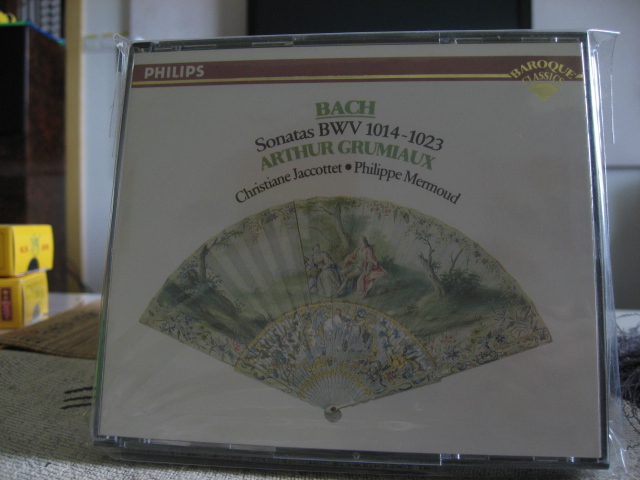 PHILIPS
BAROQUE
CLASSICS
BACH
Sonatas BWV 1014-1023
ARTHUR GRUMIAUX
Christiane Jaccottet • Philippe Mermoud